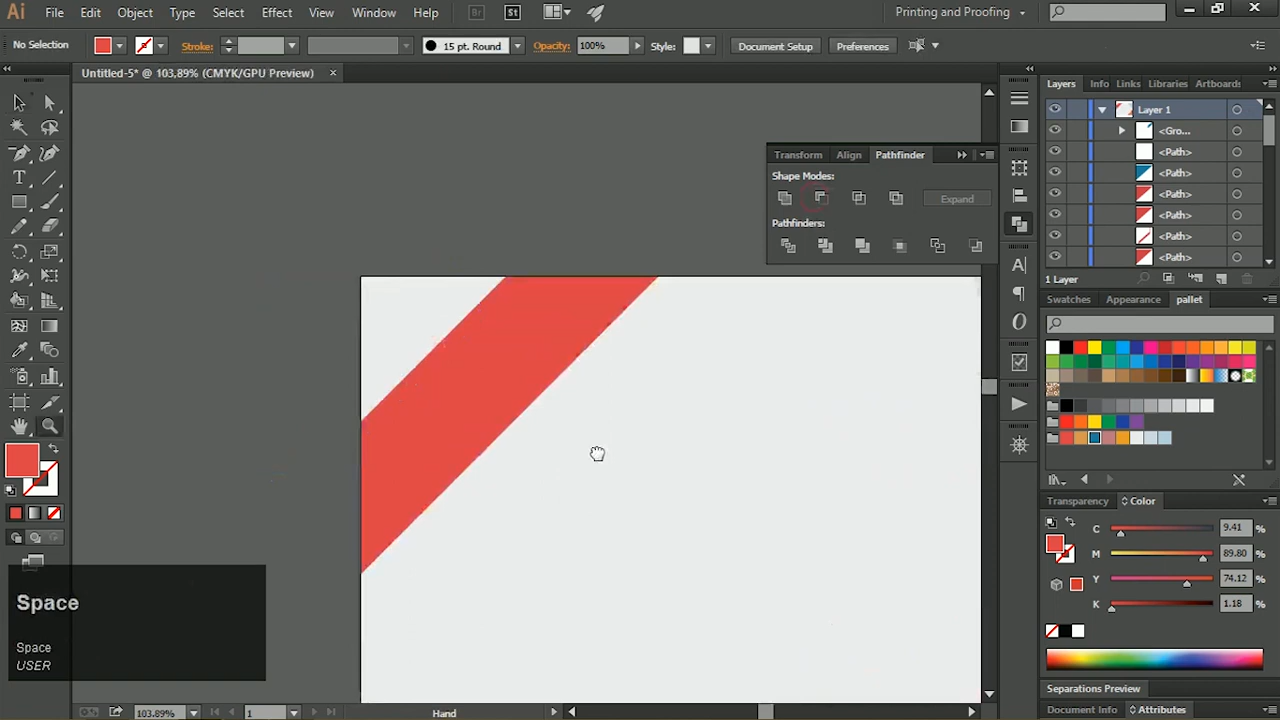 Ai File Edit Object Type Select Effect View Window Help Br St Printing and Proofing
No Selection Stroke: 15 pt. Round Opacity: 100% Style: Document Setup Preferences
Untitled-5* @ 103,89% (CMYK/GPU Preview) ×
Layers Info Links Libraries Artboards
Layer 1
<Gro...
<Path>
<Path>
<Path>
<Path>
<Path>
<Path>
1 Layer
Transform Align Pathfinder
Shape Modes:
Expand
Pathfinders:
Swatches Appearance pallet
Transparency Color
C 9.41 %
M 89.80 %
Y 74.12 %
K 1.18 %
Separations Preview
Document Info Attributes
Space
Space
USER
103.89% 1 Hand